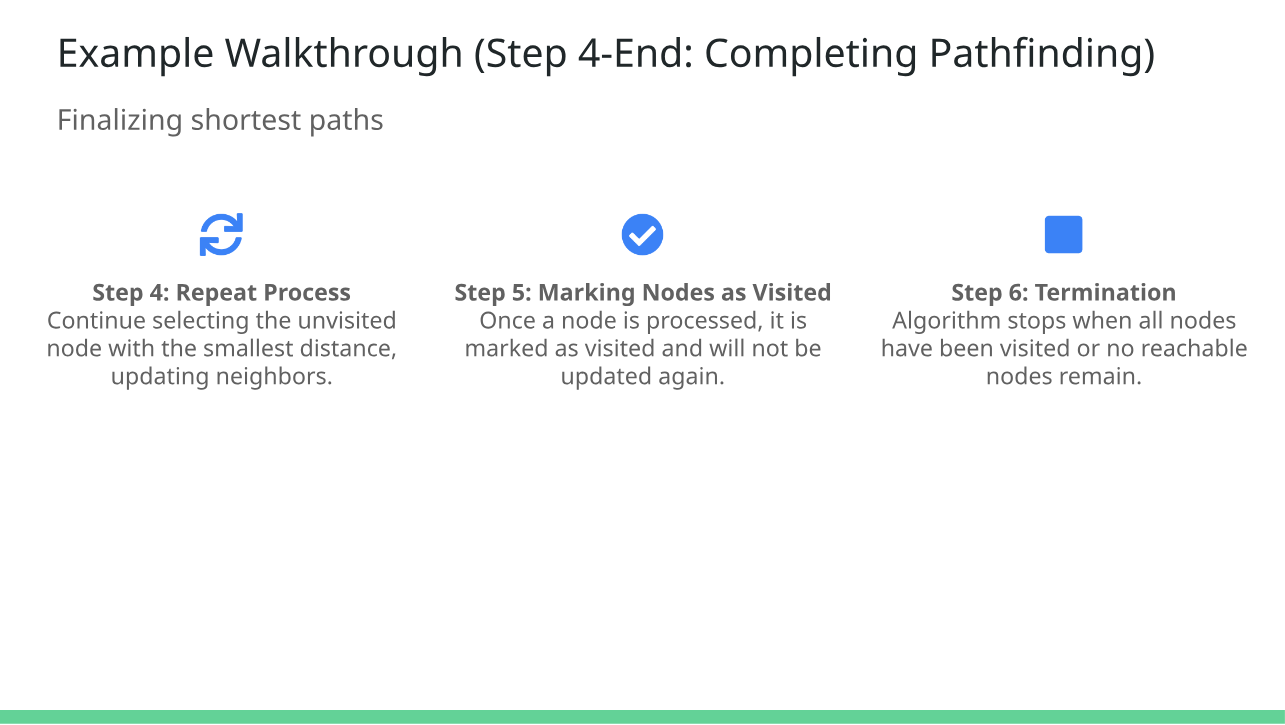 Example Walkthrough (Step 4-End: Completing Pathfinding)
Finalizing shortest paths
Step 4: Repeat Process
Continue selecting the unvisited
node with the smallest distance,
updating neighbors.
Step 5: Marking Nodes as Visited
Once a node is processed, it is
marked as visited and will not be
updated again.
Step 6: Termination
Algorithm stops when all nodes
have been visited or no reachable
nodes remain.